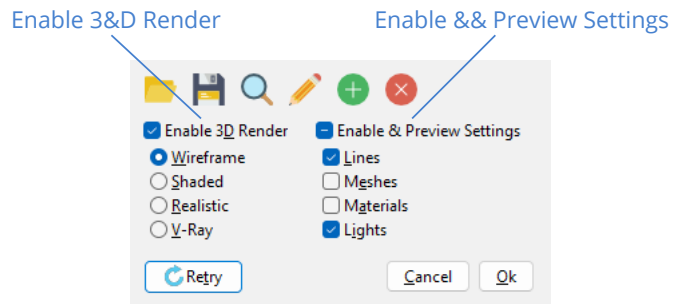 Enable 3&D Render
Enable && Preview Settings
Enable 3D Render
Enable & Preview Settings
Wireframe
Lines
Shaded
Meshes
Realistic
Materials
V-Ray
Lights
Retry
Cancel
Ok